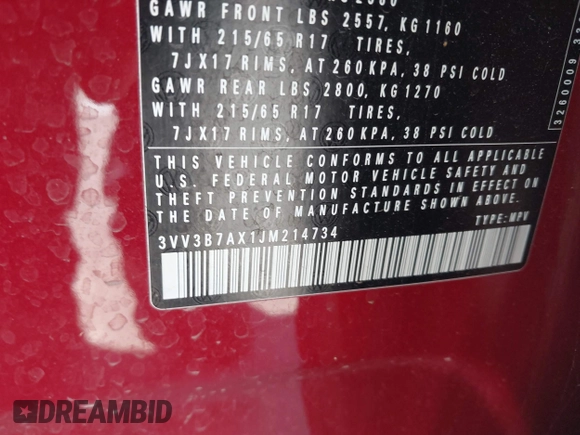 GAWR FRONT LBS 2557, KG 1160
WITH 215/65 R17 TIRES,
7JX17 RIMS, AT 260 KPA, 38 PSI COLD
GAWR REAR LBS 2800, KG 1270
WITH 215/65 R17 TIRES,
7JX17 RIMS, AT 260 KPA, 38 PSI COLD
THIS VEHICLE CONFORMS TO ALL APPLICABLE
U.S. FEDERAL MOTOR VEHICLE SAFETY AND
THEFT PREVENTION STANDARDS IN EFFECT ON
THE DATE OF MANUFACTURE SHOWN ABOVE.
3VV3B7AX1JM214734
TYPE: MPV
3260009
DREAMBID